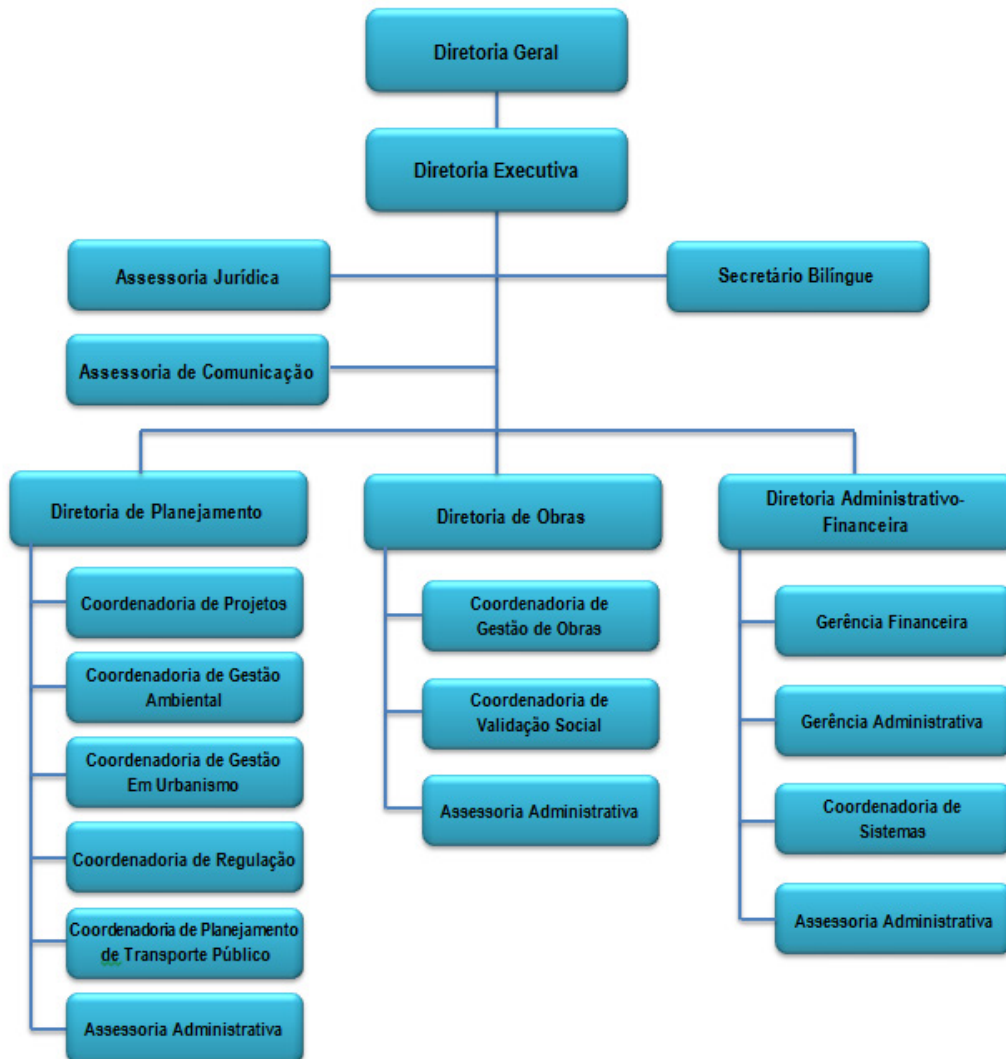 Diretoria Geral
Diretoria Executiva
Assessoria Jurídica
Secretário Bilíngue
Assessoria de Comunicação
Diretoria de Planejamento
Coordenadoria de Projetos
Coordenadoria de Gestão
Ambiental
Coordenadoria de Gestão
Em Urbanismo
Coordenadoria de Regulação
Coordenadoria de Planejamento
de Transporte Público
Assessoria Administrativa
Diretoria de Obras
Coordenadoria de
Gestão de Obras
Coordenadoria de
Validação Social
Assessoria Administrativa
Diretoria Administrativo-
Financeira
Gerência Financeira
Gerência Administrativa
Coordenadoria de
Sistemas
Assessoria Administrativa